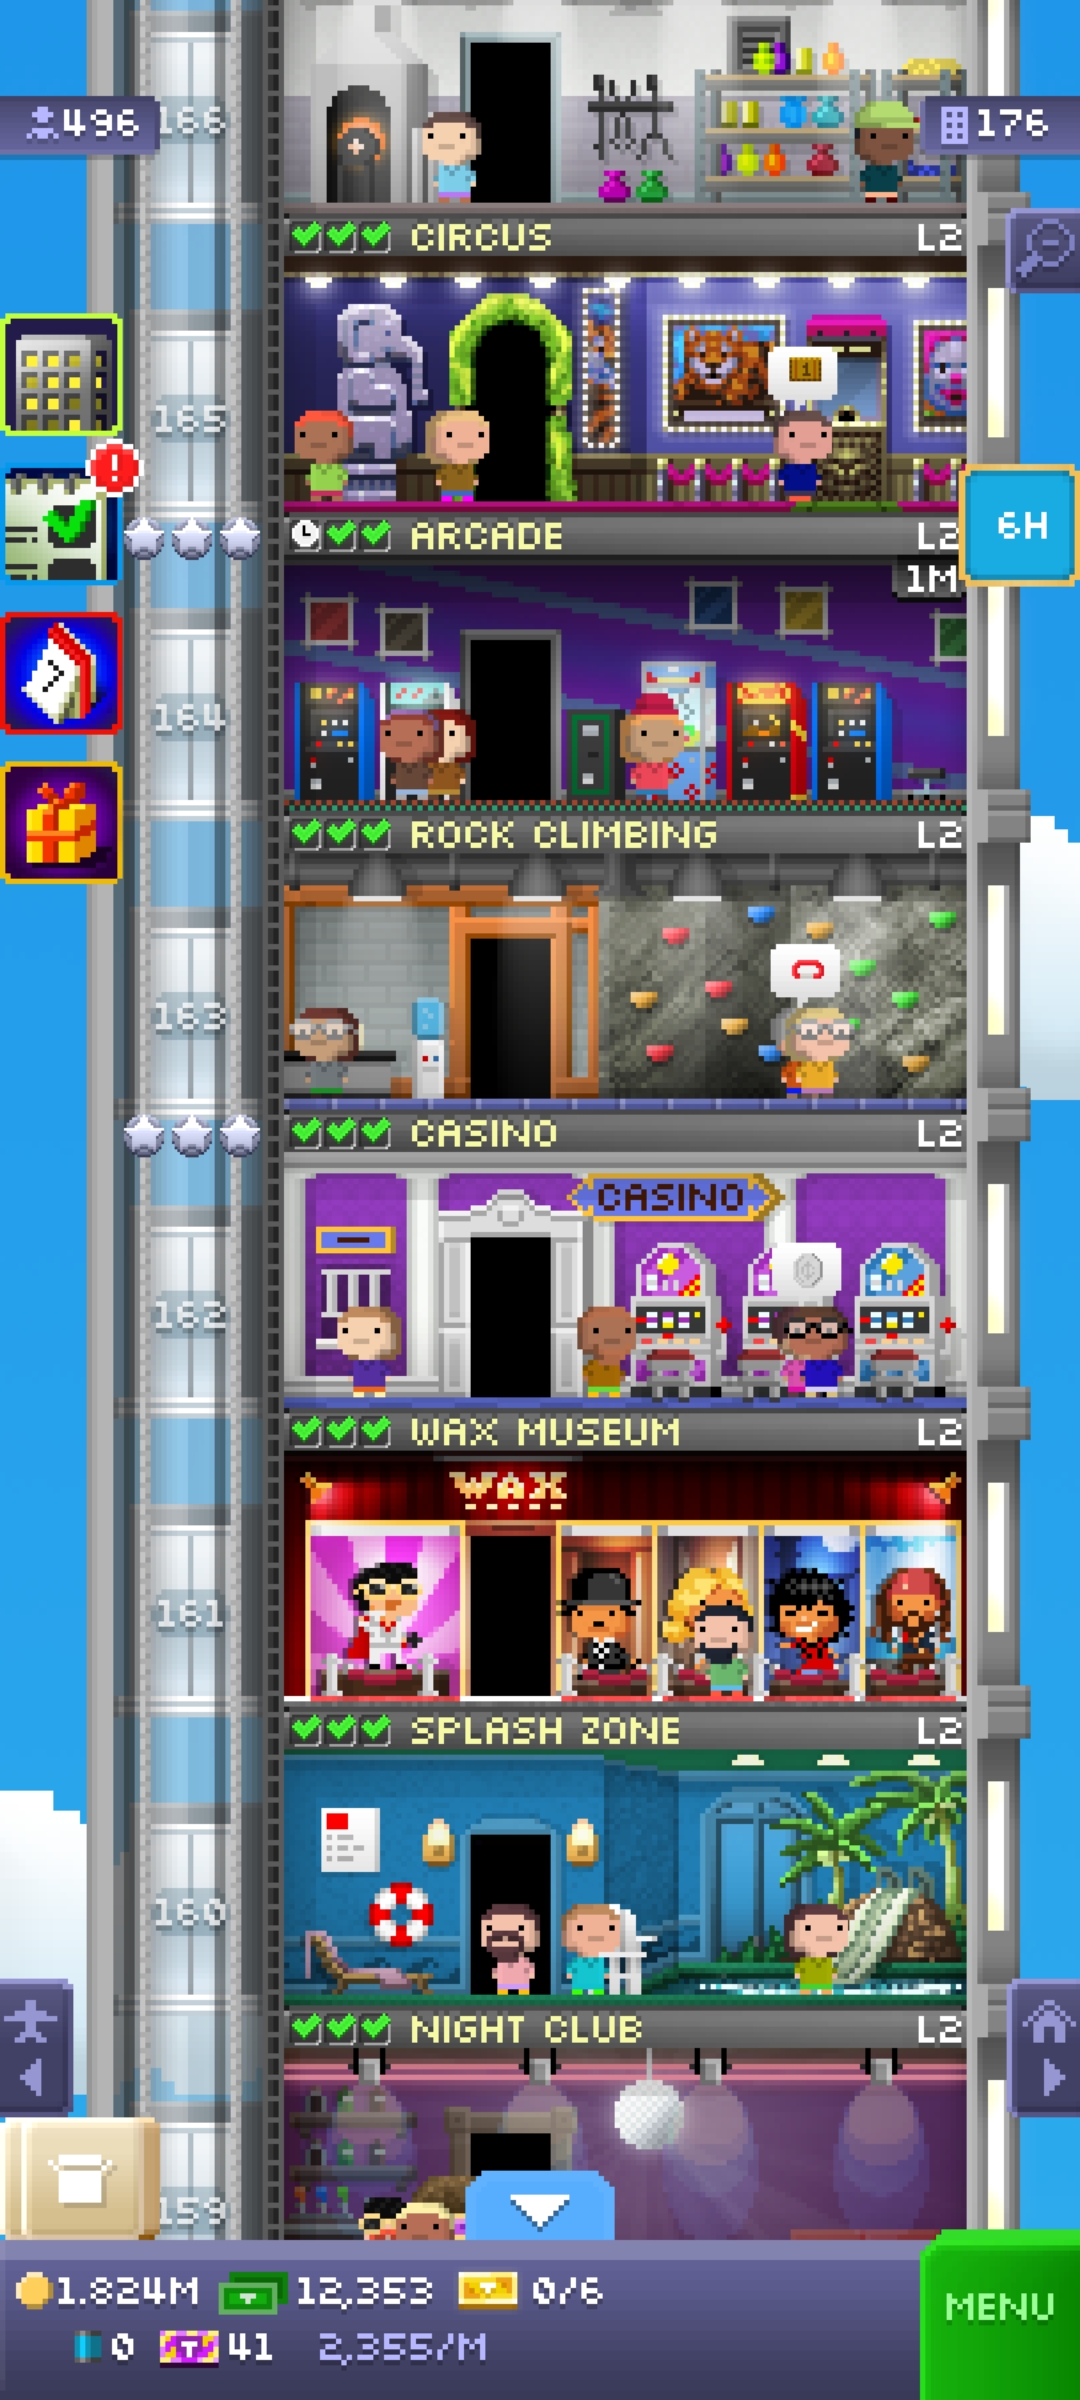 496
166
176
CIRCUS L2
1
165
6H
ARCADE L2
1M
164
ROCK CLIMBING L2
163
CASINO L2
CASINO
162
WAX MUSEUM L2
WAX
161
SPLASH ZONE L2
160
NIGHT CLUB L2
159
1.824M 12,353 0/6
MENU
0 41 2,355/M